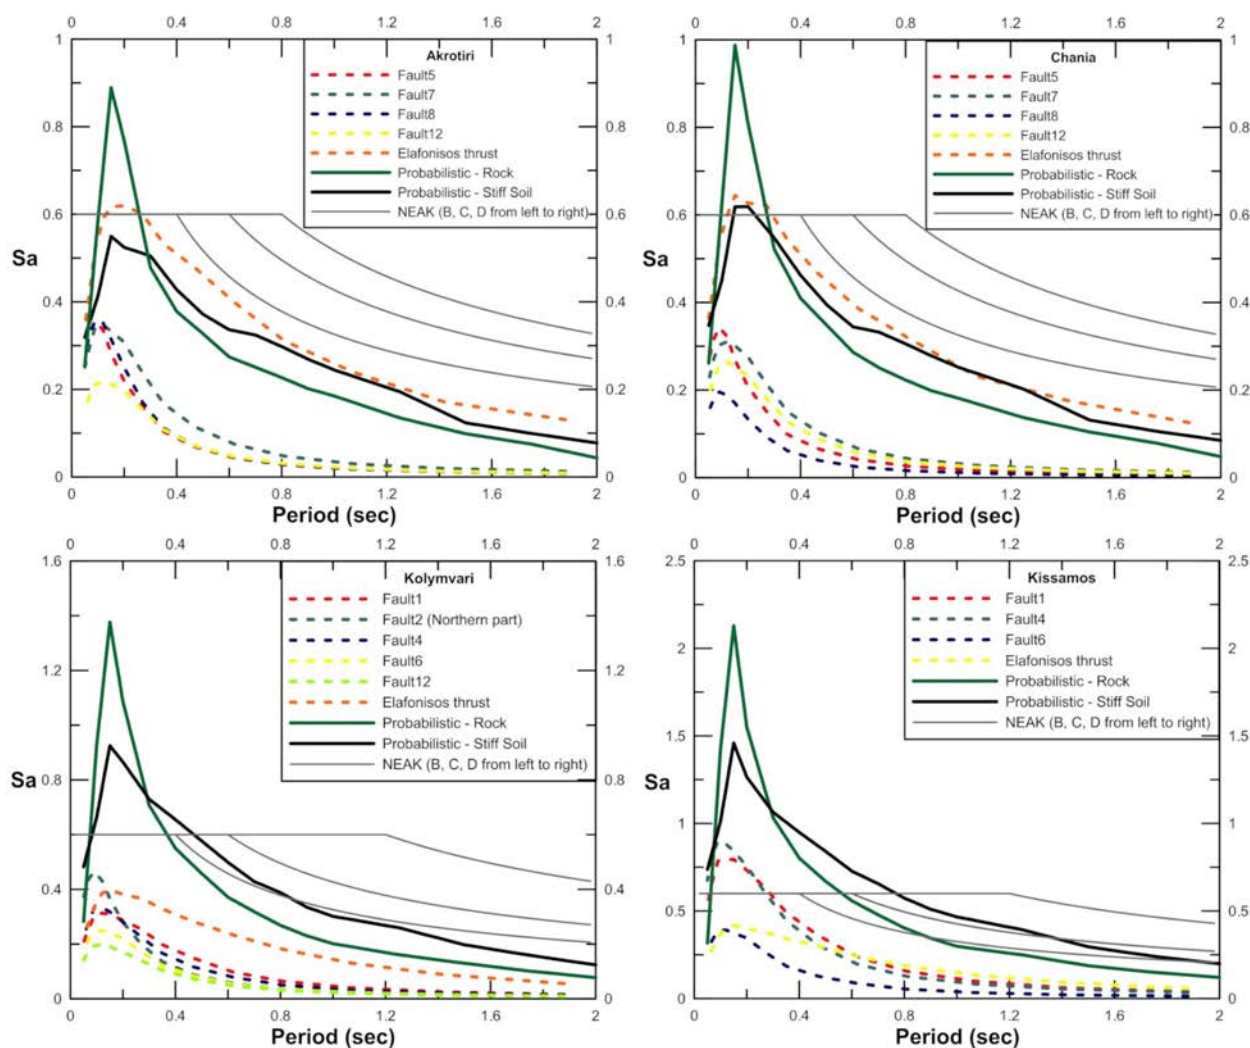 0 0.4 0.8 1.2 1.6 2
1 1
0.8 0.8
0.6 0.6
0.4 0.4
0.2 0.2
0 0
Sa
0 0.4 0.8 1.2 1.6 2
Period (sec)
Akrotiri
Fault5
Fault7
Fault8
Fault12
Elafonisos thrust
Probabilistic - Rock
Probabilistic - Stiff Soil
NEAK (B, C, D from left to right)
0 0.4 0.8 1.2 1.6 2
1 1
0.8 0.8
0.6 0.6
0.4 0.4
0.2 0.2
0 0
Sa
0 0.4 0.8 1.2 1.6 2
Period (sec)
Chania
Fault5
Fault7
Fault8
Fault12
Elafonisos thrust
Probabilistic - Rock
Probabilistic - Stiff Soil
NEAK (B, C, D from left to right)
0 0.4 0.8 1.2 1.6 2
1.6 1.6
1.2 1.2
0.8 0.8
0.4 0.4
0 0
Sa
0 0.4 0.8 1.2 1.6 2
Period (sec)
Kolymvari
Fault1
Fault2 (Northern part)
Fault4
Fault6
Fault12
Elafonisos thrust
Probabilistic - Rock
Probabilistic - Stiff Soil
NEAK (B, C, D from left to right)
0 0.4 0.8 1.2 1.6 2
2.5 2.5
2 2
1.5 1.5
1 1
0.5 0.5
0 0
Sa
0 0.4 0.8 1.2 1.6 2
Period (sec)
Kissamos
Fault1
Fault4
Fault6
Elafonisos thrust
Probabilistic - Rock
Probabilistic - Stiff Soil
NEAK (B, C, D from left to right)